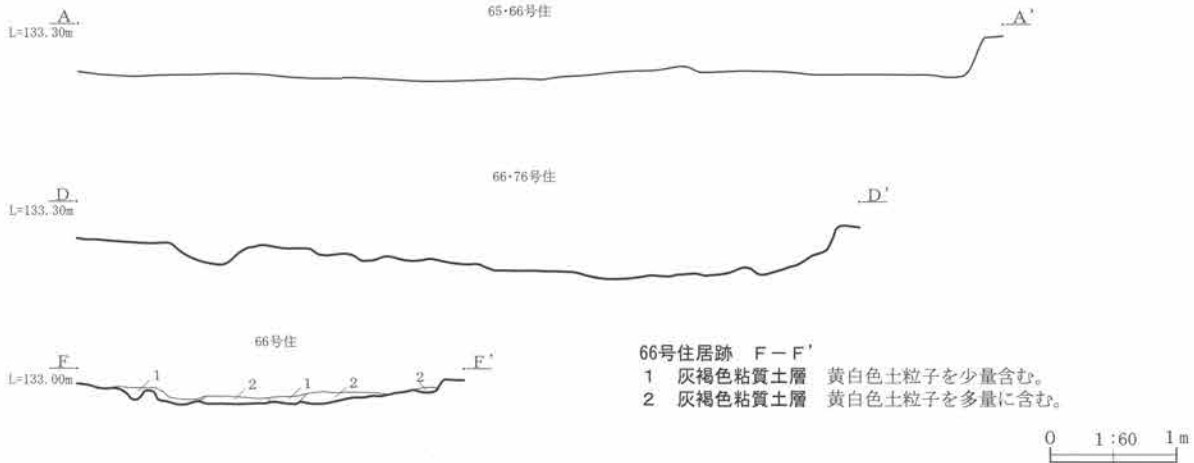 65・66号住
A A'
L=133.30m
66・76号住
D D'
L=133.30m
66号住
F F'
L=133.00m
1 2 1 2 2
66号住居跡 F－F'
1 灰褐色粘質土層 黄白色土粒子を少量含む。
2 灰褐色粘質土層 黄白色土粒子を多量に含む。
0 1:60 1m